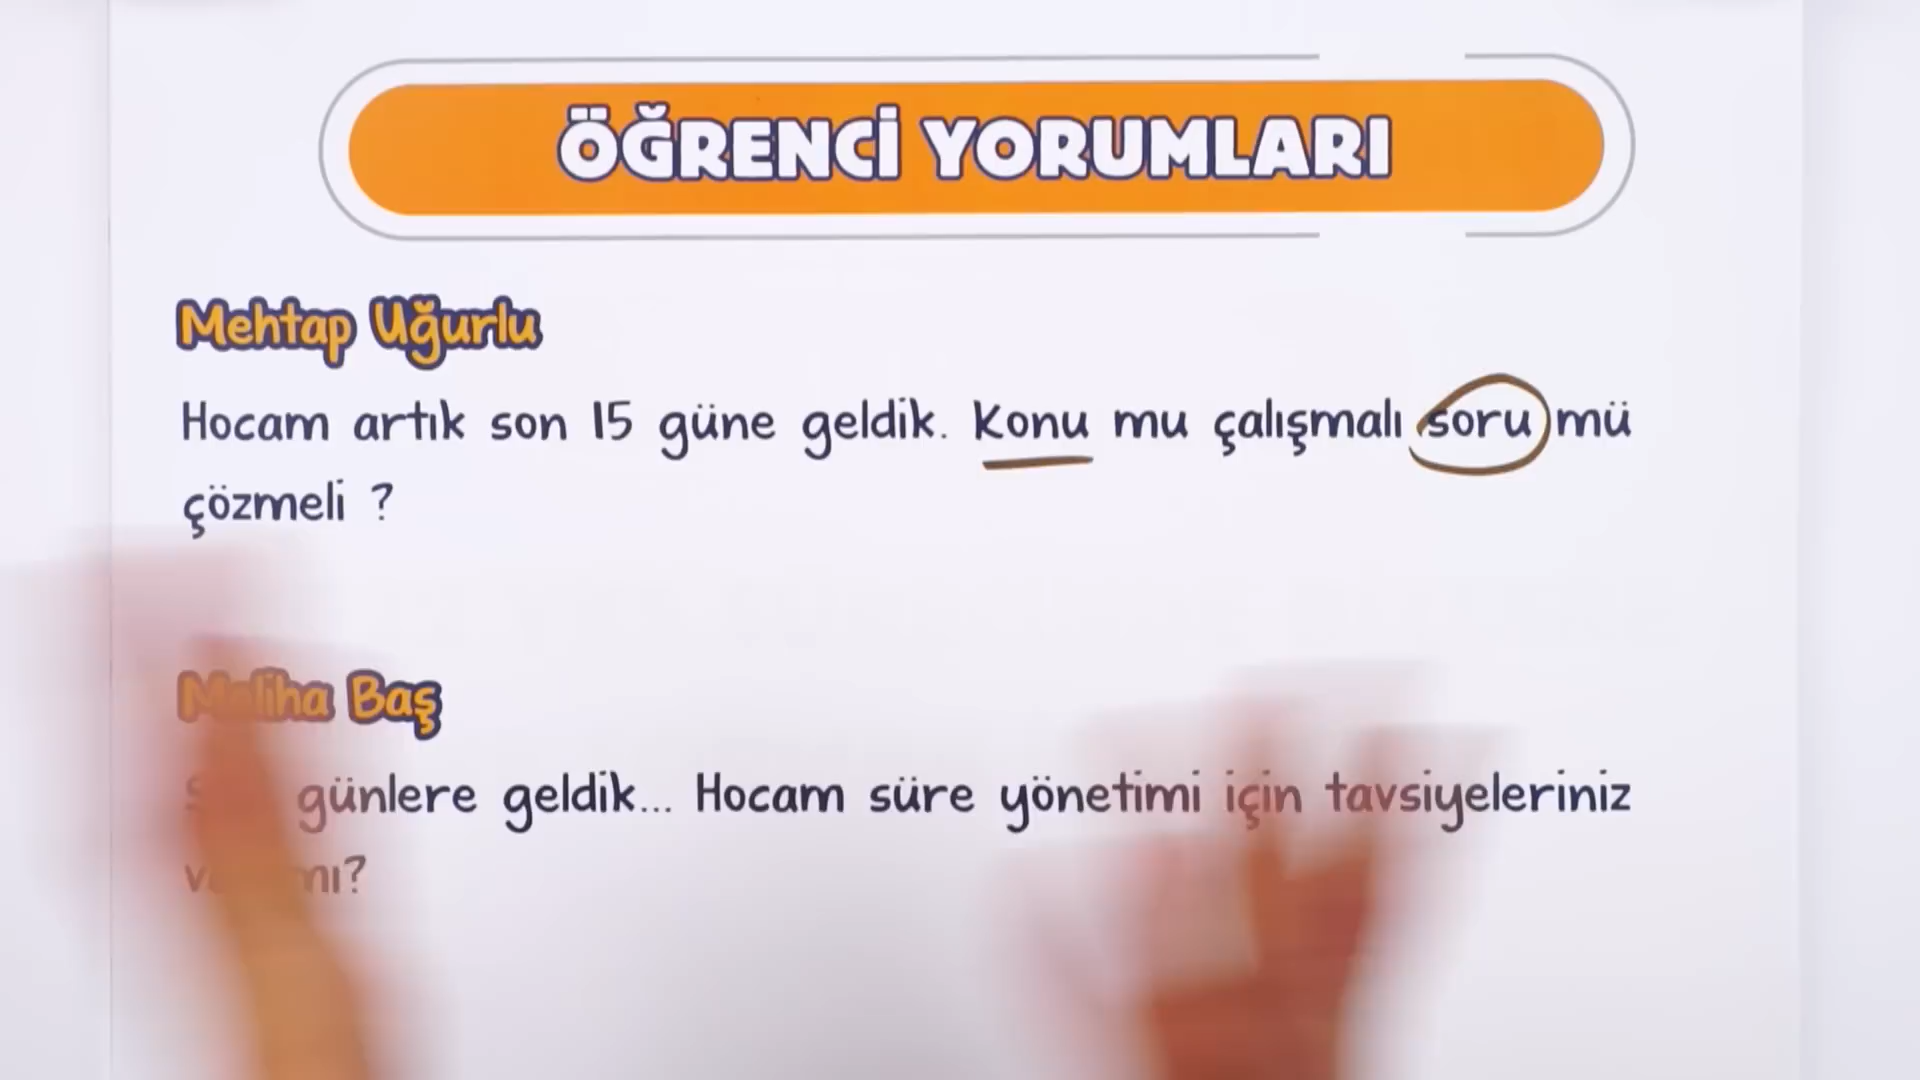 ÖĞRENCİ YORUMLARI
Mehtap Uğurlu
Hocam artık son 15 güne geldik. Konu mu çalışmalı soru mü
çözmeli ?
Meliha Baş
günlere geldik... Hocam süre yönetimi için tavsiyeleriniz
mı?